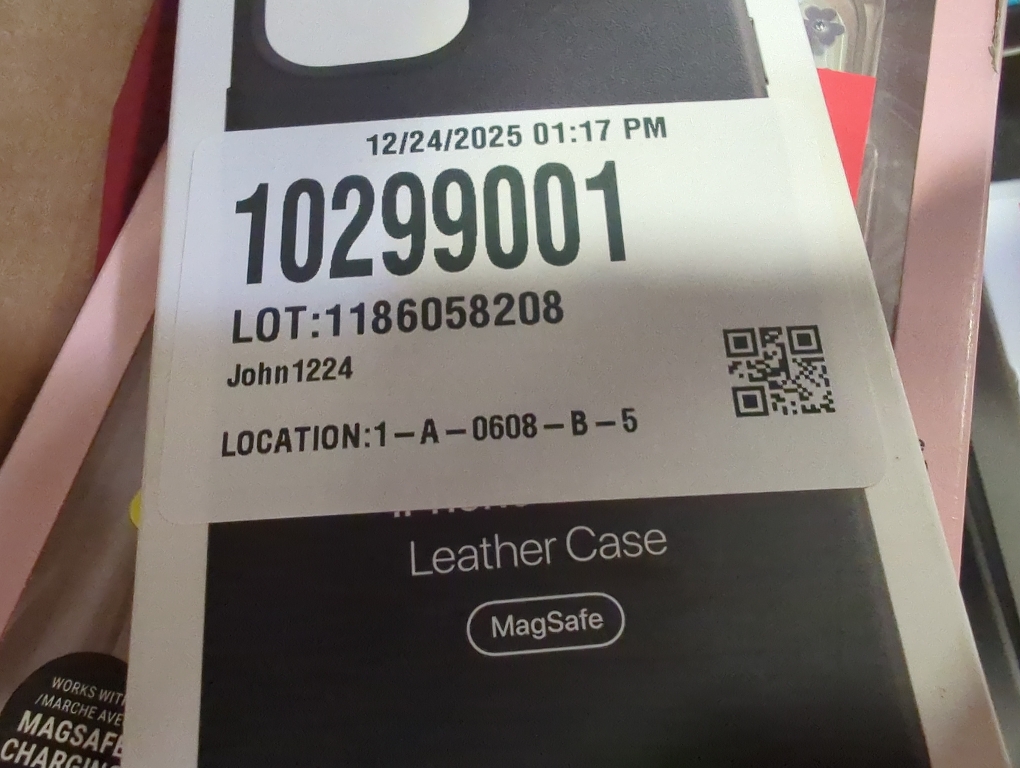 12/24/2025 01:17 PM
10299001
LOT:1186058208
John1224
LOCATION:1-A-0608-B-5
Leather Case
MagSafe
WORKS WITH
/MARCHE AVE
MAGSAFE
CHARGING